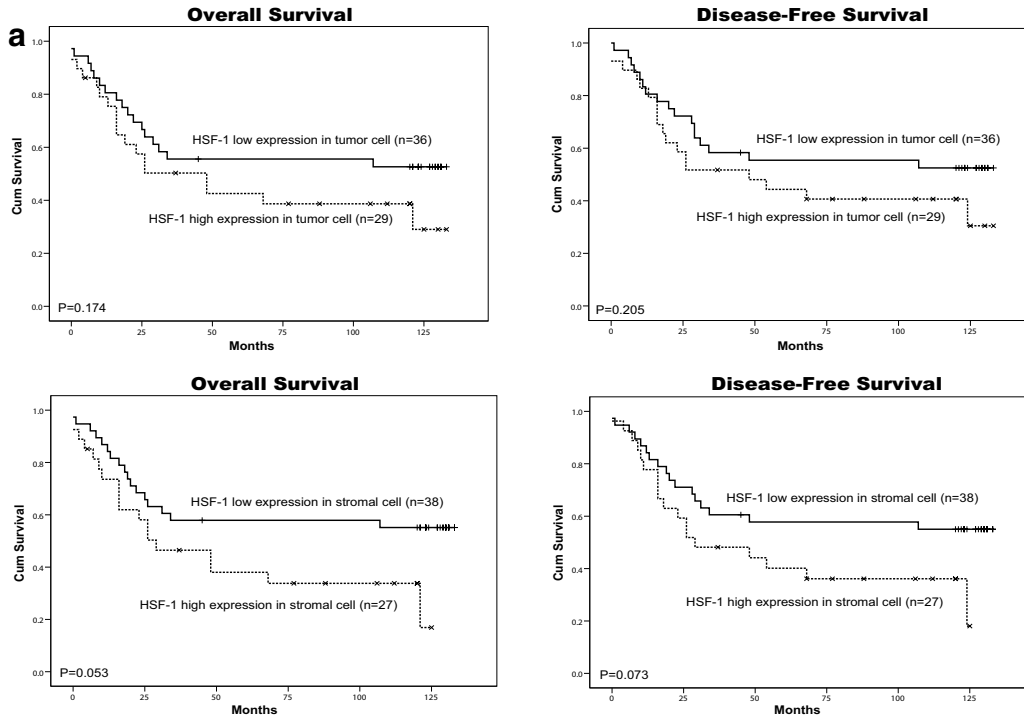 a
Overall Survival
1.0
0.8
0.6
0.4
0.2
0.0
Cum Survival
HSF-1 low expression in tumor cell (n=36)
HSF-1 high expression in tumor cell (n=29)
P=0.174
0 25 50 75 100 125
Months
Disease-Free Survival
1.0
0.8
0.6
0.4
0.2
0.0
Cum Survival
HSF-1 low expression in tumor cell (n=36)
HSF-1 high expression in tumor cell (n=29)
P=0.205
0 25 50 75 100 125
Months
Overall Survival
1.0
0.8
0.6
0.4
0.2
0.0
Cum Survival
HSF-1 low expression in stromal cell (n=38)
HSF-1 high expression in stromal cell (n=27)
P=0.053
0 25 50 75 100 125
Months
Disease-Free Survival
1.0
0.8
0.6
0.4
0.2
0.0
Cum Survival
HSF-1 low expression in stromal cell (n=38)
HSF-1 high expression in stromal cell (n=27)
P=0.073
0 25 50 75 100 125
Months